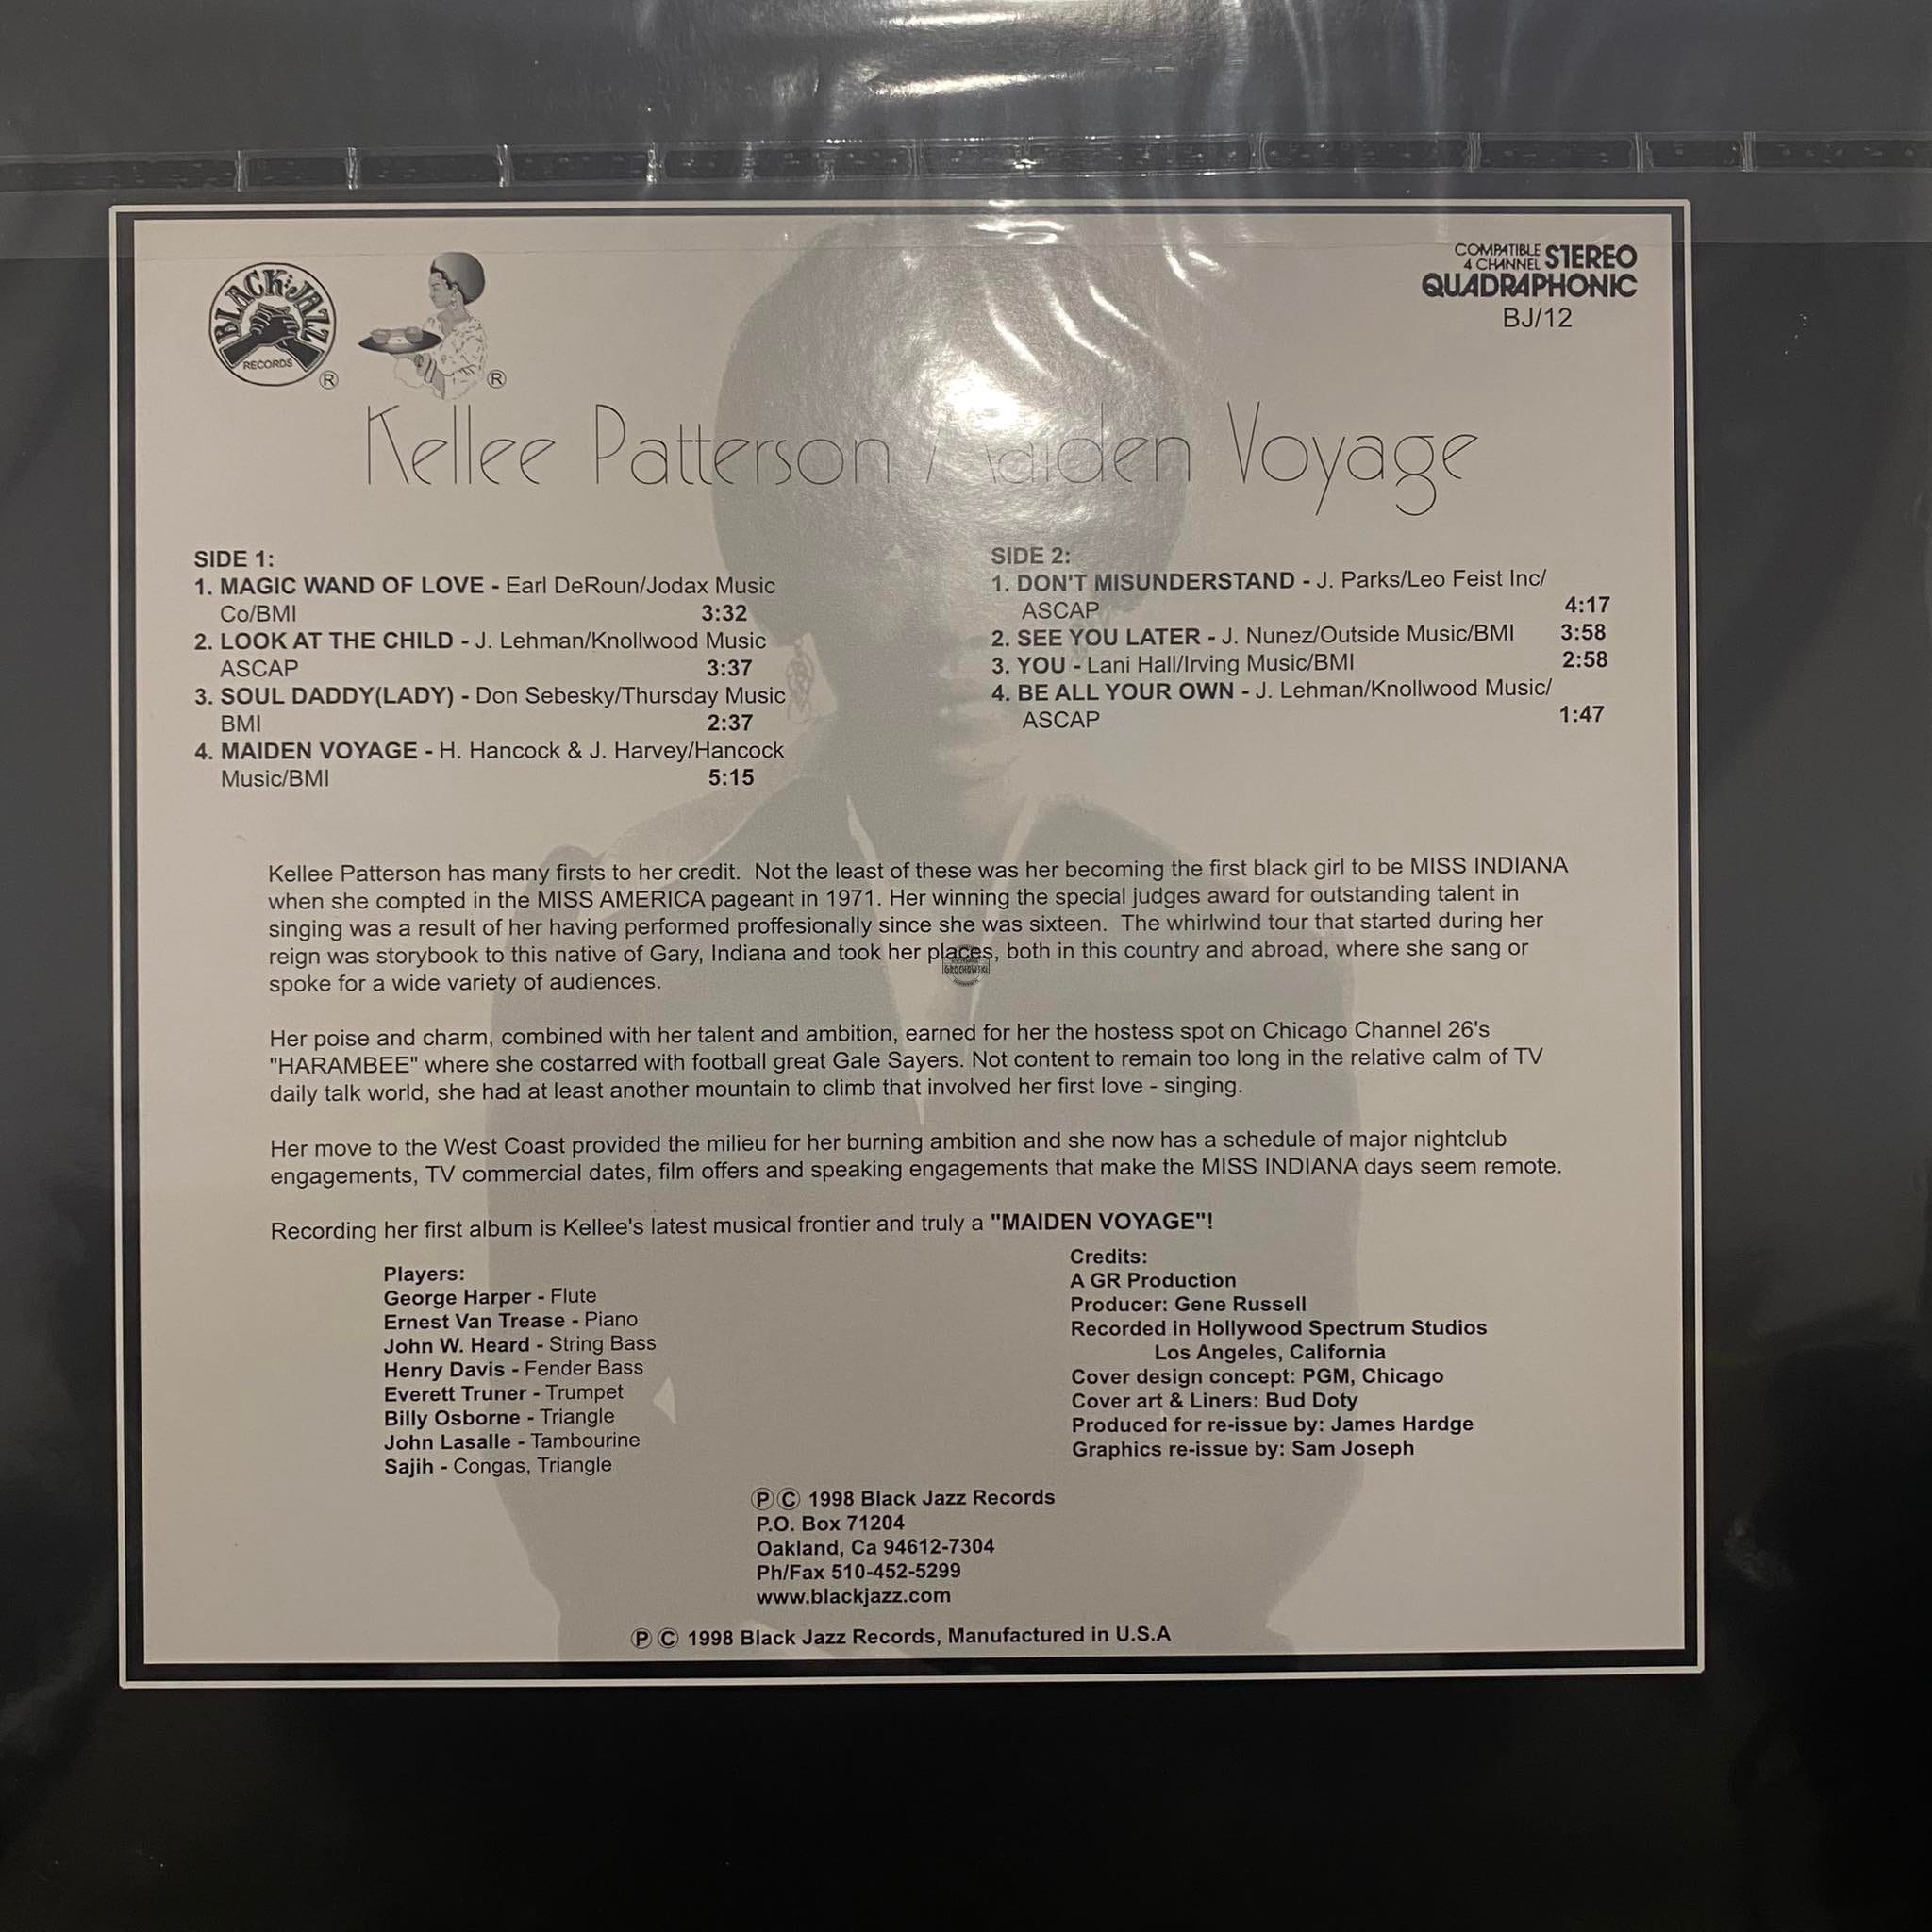 BLACK JAZZ
RECORDS
®
®
COMPATIBLE
4 CHANNEL STEREO
QUADRAPHONIC
BJ/12
Kellee Patterson / Maiden Voyage
SIDE 1:
1. MAGIC WAND OF LOVE - Earl DeRoun/Jodax Music
Co/BMI 3:32
2. LOOK AT THE CHILD - J. Lehman/Knollwood Music
ASCAP 3:37
3. SOUL DADDY(LADY) - Don Sebesky/Thursday Music
BMI 2:37
4. MAIDEN VOYAGE - H. Hancock & J. Harvey/Hancock
Music/BMI 5:15
SIDE 2:
1. DON'T MISUNDERSTAND - J. Parks/Leo Feist Inc/
ASCAP 4:17
2. SEE YOU LATER - J. Nunez/Outside Music/BMI 3:58
3. YOU - Lani Hall/Irving Music/BMI 2:58
4. BE ALL YOUR OWN - J. Lehman/Knollwood Music/
ASCAP 1:47
Kellee Patterson has many firsts to her credit. Not the least of these was her becoming the first black girl to be MISS INDIANA
when she compted in the MISS AMERICA pageant in 1971. Her winning the special judges award for outstanding talent in
singing was a result of her having performed proffesionally since she was sixteen. The whirlwind tour that started during her
reign was storybook to this native of Gary, Indiana and took her places, both in this country and abroad, where she sang or
spoke for a wide variety of audiences.
GROCHOWSKI
Her poise and charm, combined with her talent and ambition, earned for her the hostess spot on Chicago Channel 26's
"HARAMBEE" where she costarred with football great Gale Sayers. Not content to remain too long in the relative calm of TV
daily talk world, she had at least another mountain to climb that involved her first love - singing.
Her move to the West Coast provided the milieu for her burning ambition and she now has a schedule of major nightclub
engagements, TV commercial dates, film offers and speaking engagements that make the MISS INDIANA days seem remote.
Recording her first album is Kellee's latest musical frontier and truly a "MAIDEN VOYAGE"!
Players:
George Harper - Flute
Ernest Van Trease - Piano
John W. Heard - String Bass
Henry Davis - Fender Bass
Everett Truner - Trumpet
Billy Osborne - Triangle
John Lasalle - Tambourine
Sajih - Congas, Triangle
Credits:
A GR Production
Producer: Gene Russell
Recorded in Hollywood Spectrum Studios
Los Angeles, California
Cover design concept: PGM, Chicago
Cover art & Liners: Bud Doty
Produced for re-issue by: James Hardge
Graphics re-issue by: Sam Joseph
Ⓟ Ⓒ 1998 Black Jazz Records
P.O. Box 71204
Oakland, Ca 94612-7304
Ph/Fax 510-452-5299
www.blackjazz.com
Ⓟ Ⓒ 1998 Black Jazz Records, Manufactured in U.S.A